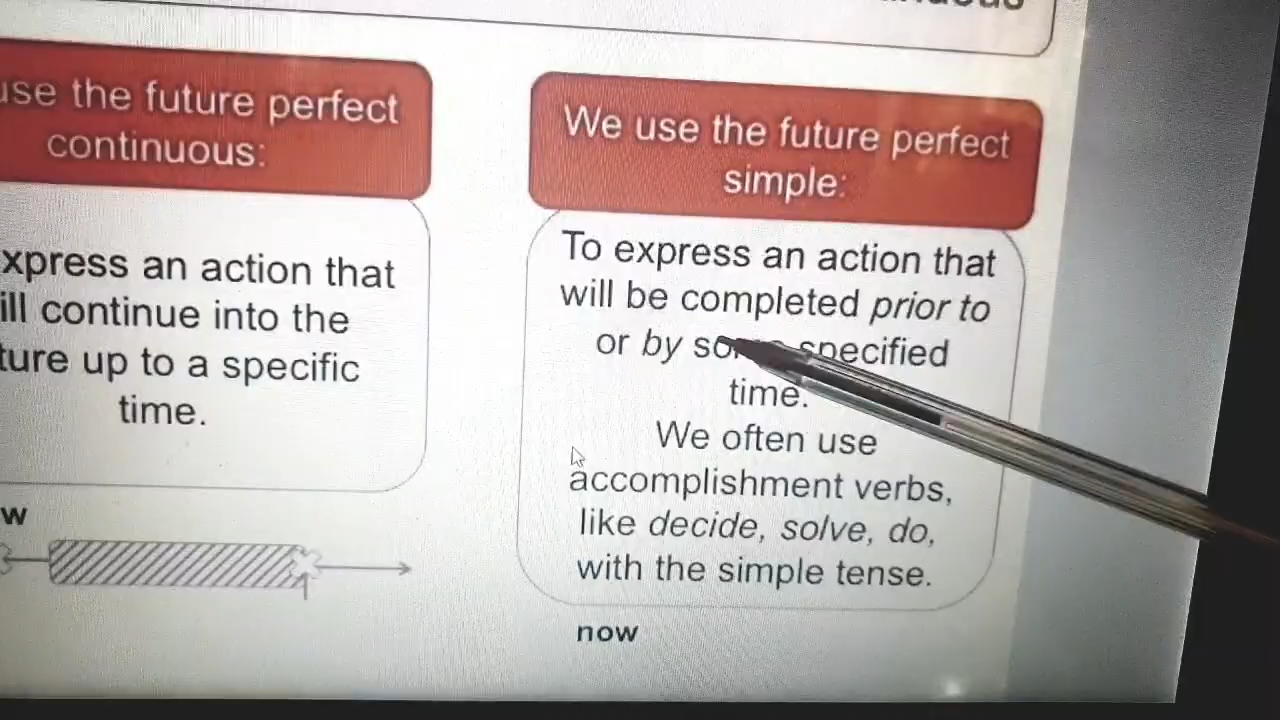 use the future perfect
continuous:
xpress an action that
ill continue into the
ture up to a specific
time.
w
We use the future perfect
simple:
To express an action that
will be completed prior to
or by some specified
time.
We often use
accomplishment verbs,
like decide, solve, do,
with the simple tense.
now